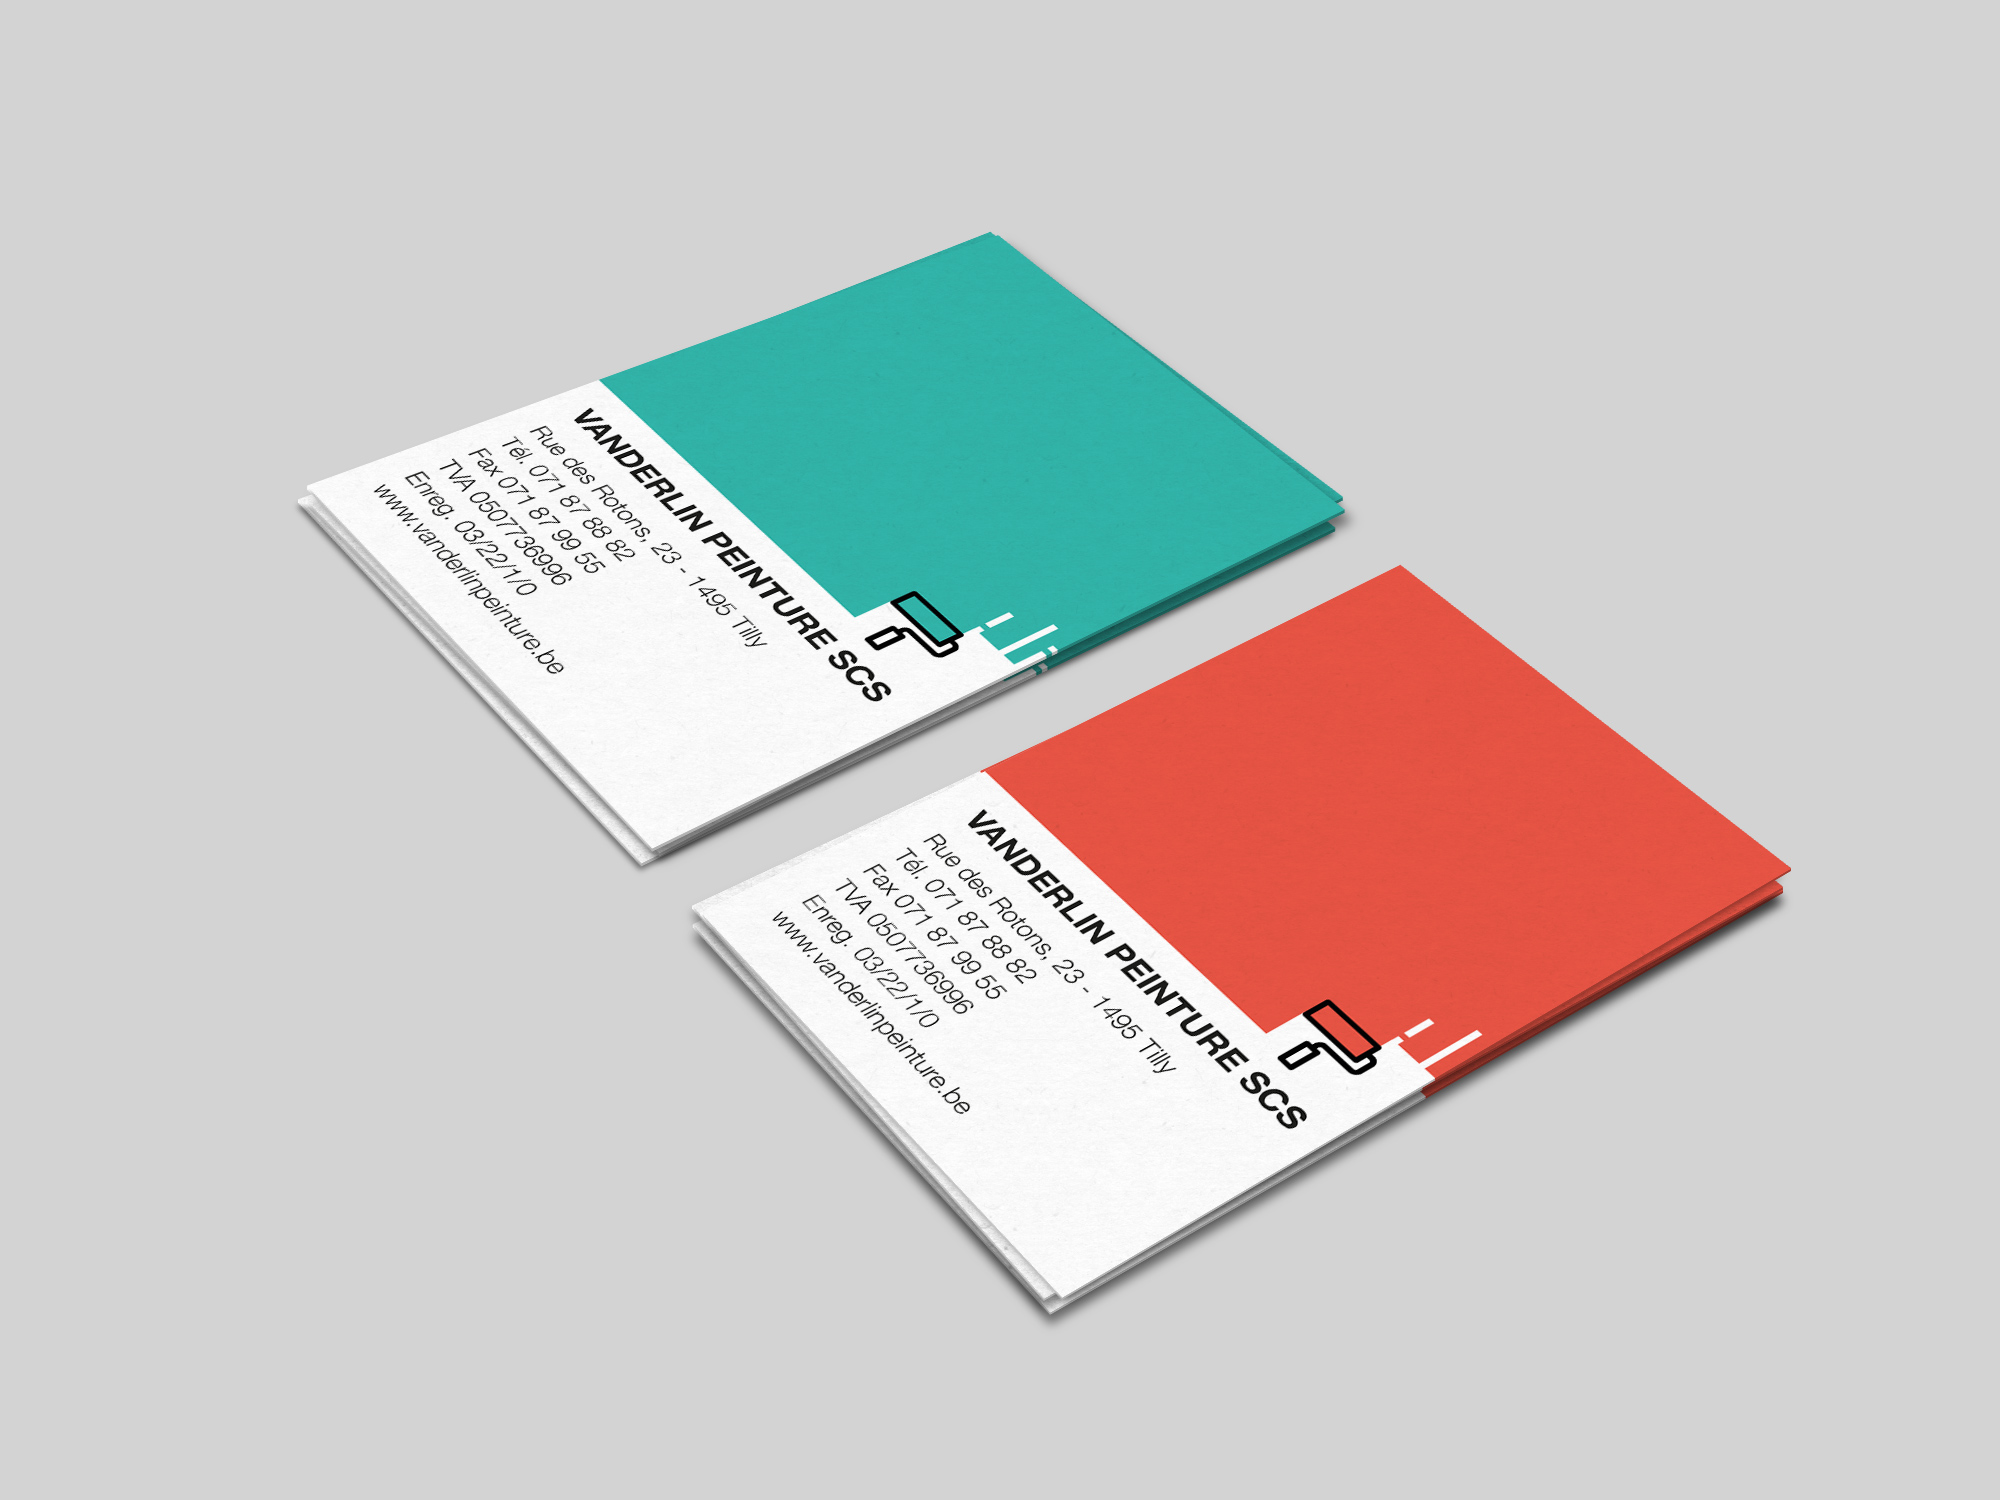 VANDERLIN PEINTURE SCS
Rue des Rotons, 23 - 1495 Tilly
Tél. 071 87 88 82
Fax 071 87 99 55
TVA 0507736996
Enreg. 03/22/1/0
www.vanderlinpeinture.be
VANDERLIN PEINTURE SCS
Rue des Rotons, 23 - 1495 Tilly
Tél. 071 87 88 82
Fax 071 87 99 55
TVA 0507736996
Enreg. 03/22/1/0
www.vanderlinpeinture.be